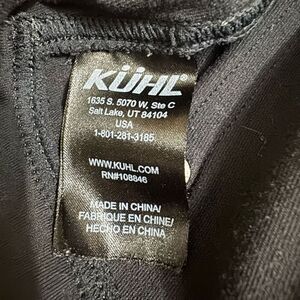 KÜHL
1635 S. 5070 W, Ste C
Salt Lake, UT 84104
USA
1-801-281-3185
WWW.KUHL.COM
RN#108846
MADE IN CHINA/
FABRIQUE EN CHINE/
HECHO EN CHINA